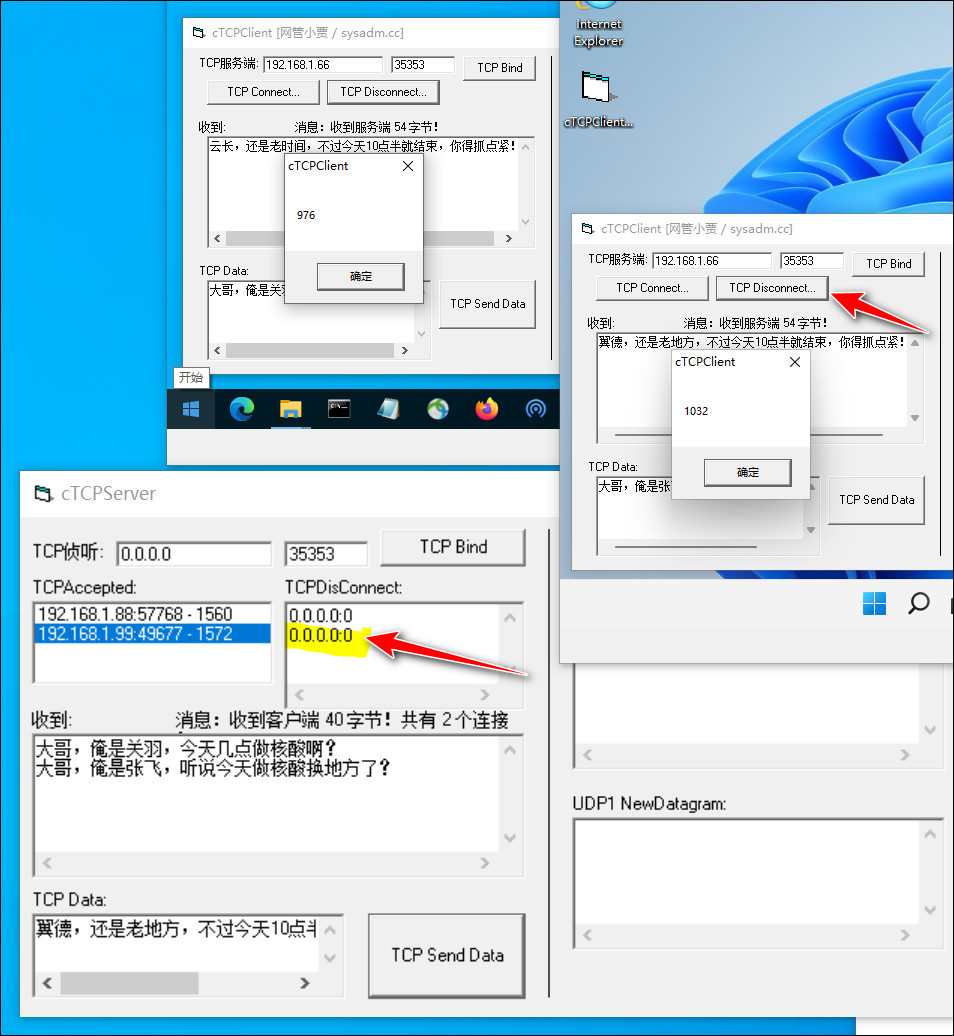 cTCPClient [网管小贾 / sysadm.cc]
TCP服务端: 192.168.1.66 35353 TCP Bind
TCP Connect... TCP Disconnect...
收到: 消息：收到服务端 54字节！
云长，还是老时间，不过今天10点半就结束，你得抓点紧！
cTCPClient
976
确定
TCP Data:
大哥，俺是关
TCP Send Data
开始
Internet
Explorer
cTCPClient...
cTCPClient [网管小贾 / sysadm.cc]
TCP服务端: 192.168.1.66 35353 TCP Bind
TCP Connect... TCP Disconnect...
收到: 消息：收到服务端 54字节！
翼德，还是老地方，不过今天10点半就结束，你得抓点紧！
cTCPClient
1032
确定
TCP Data:
大哥，俺是张
TCP Send Data
cTCPServer
TCP侦听: 0.0.0.0 35353 TCP Bind
TCPAccepted: TCPDisConnect:
192.168.1.88:57768 - 1560
192.168.1.99:49677 - 1572
0.0.0.0:0
0.0.0.0:0
收到: 消息：收到客户端 40字节！共有 2 个连接
大哥，俺是关羽，今天几点做核酸啊？
大哥，俺是张飞，听说今天做核酸换地方了？
TCP Data:
翼德，还是老地方，不过今天10点半
TCP Send Data
UDP1 NewDatagram: